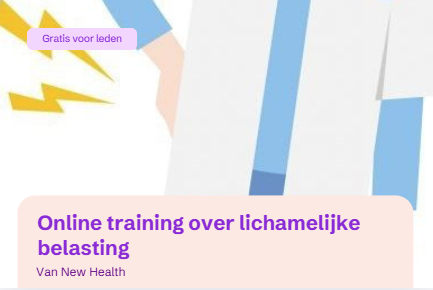 Gratis voor leden
Online training over lichamelijke
belasting
Van New Health